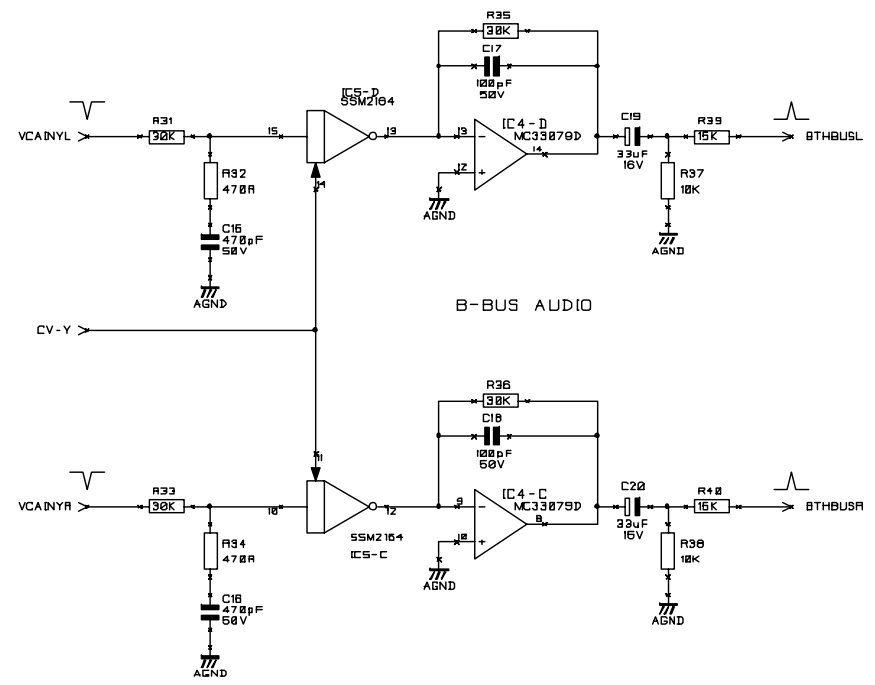 R35
30K
C17
100pF
50V
IC5-D
SSM2164
R31
VCAINYL
30K
15
13
13
IC4-D
MC33079D
14
12
C19
33uF
16V
R39
15K
BTHBUSL
R32
470R
14
R37
10K
AGND
AGND
C16
470pF
50V
AGND
B-BUS AUDIO
CV-Y
R36
30K
C18
100pF
50V
11
R33
VCAINYR
30K
10
12
9
IC4-C
MC33079D
8
10
C20
33uF
16V
R40
15K
BTHBUSR
SSM2164
IC5-C
R34
470R
R38
10K
AGND
AGND
C16
470pF
50V
AGND